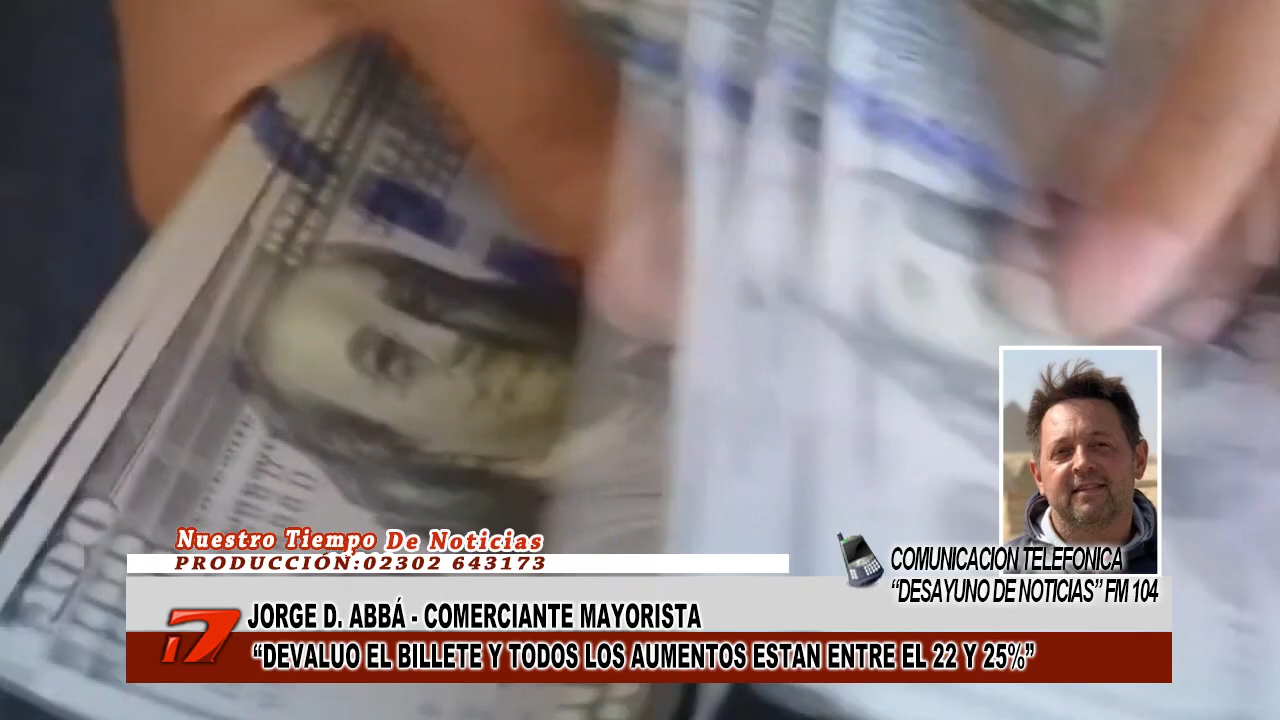 Nuestro Tiempo De Noticias
PRODUCCIÓN:02302 643173
COMUNICACION TELEFONICA
“DESAYUNO DE NOTICIAS” FM 104
JORGE D. ABBÁ - COMERCIANTE MAYORISTA
“DEVALUO EL BILLETE Y TODOS LOS AUMENTOS ESTAN ENTRE EL 22 Y 25%”